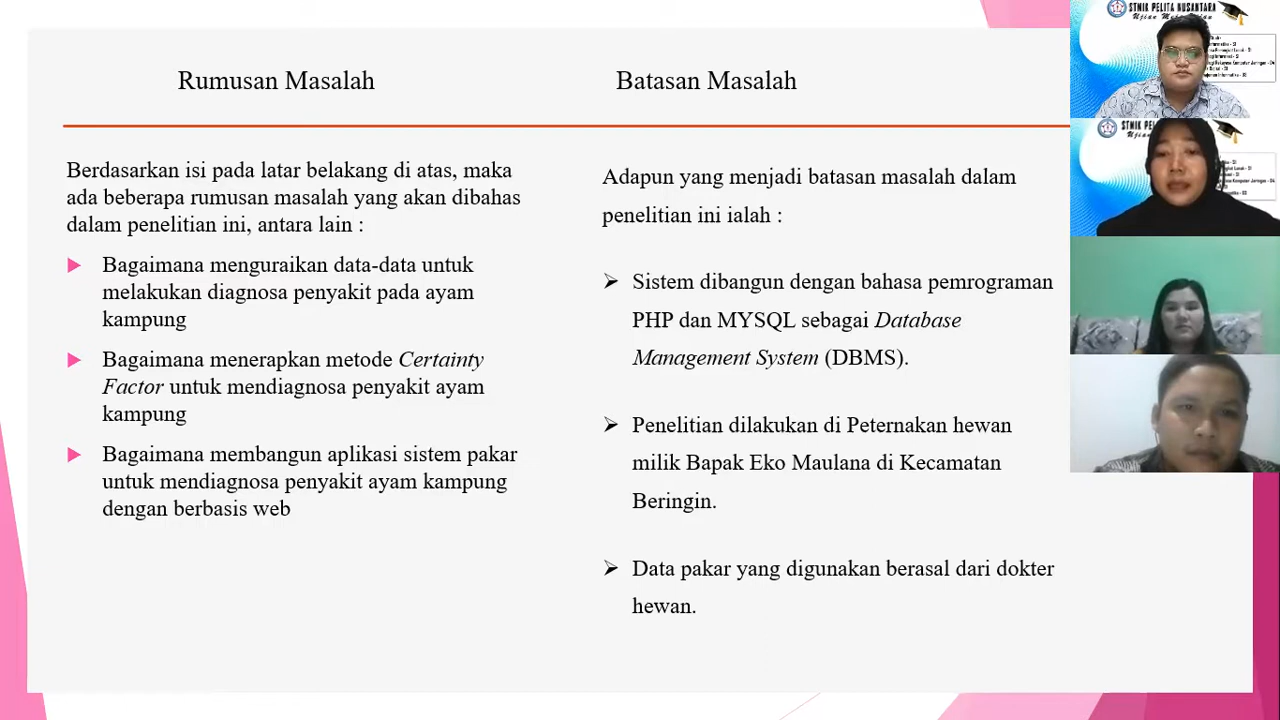 Rumusan Masalah
Berdasarkan isi pada latar belakang di atas, maka
ada beberapa rumusan masalah yang akan dibahas
dalam penelitian ini, antara lain :
Bagaimana menguraikan data-data untuk
melakukan diagnosa penyakit pada ayam
kampung
Bagaimana menerapkan metode Certainty
Factor untuk mendiagnosa penyakit ayam
kampung
Bagaimana membangun aplikasi sistem pakar
untuk mendiagnosa penyakit ayam kampung
dengan berbasis web
Batasan Masalah
Adapun yang menjadi batasan masalah dalam
penelitian ini ialah :
Sistem dibangun dengan bahasa pemrograman
PHP dan MYSQL sebagai Database
Management System (DBMS).
Penelitian dilakukan di Peternakan hewan
milik Bapak Eko Maulana di Kecamatan
Beringin.
Data pakar yang digunakan berasal dari dokter
hewan.
STMIK PELITA NUSANTARA